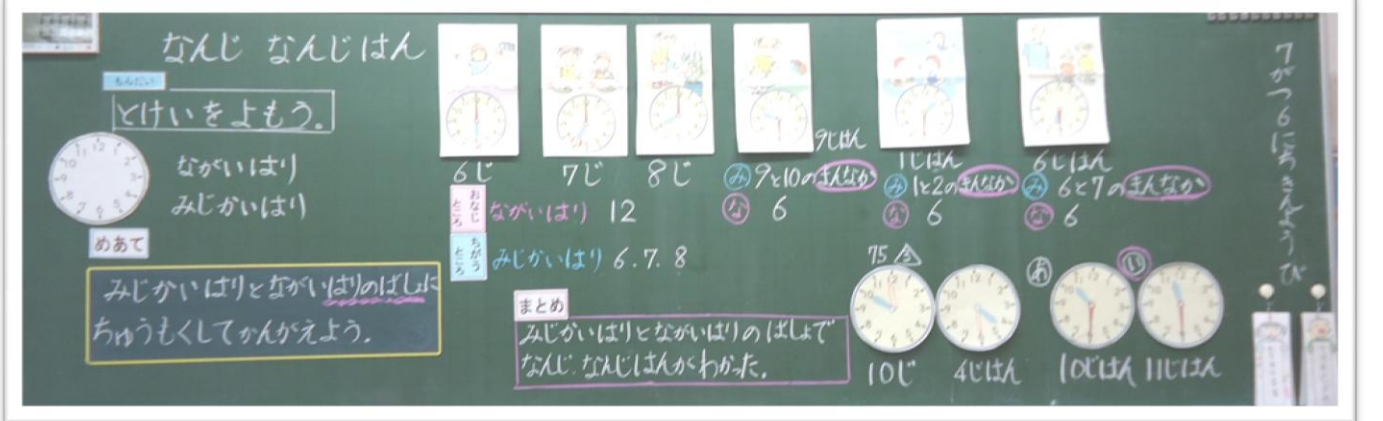 なんじ なんじはん
もんだい
とけいをよもう。
ながいはり
みじかいはり
めあて
みじかいはりとながいはりのばしょに
ちゅうもくしてかんがえよう。
6じ
7じ
8じ
おなじところ
ながいはり 12
ちがうところ
みじかいはり 6.7.8
9じはん
み 9と10のまんなか
な 6
1じはん
み 1と2のまんなか
な 6
6じはん
み 6と7のまんなか
な 6
まとめ
みじかいはりとながいはりのばしょで
なんじ.なんじはんがわかった。
75
10じ
4じはん
あ
い
10じはん
11じはん
7がつ6にちきんようび